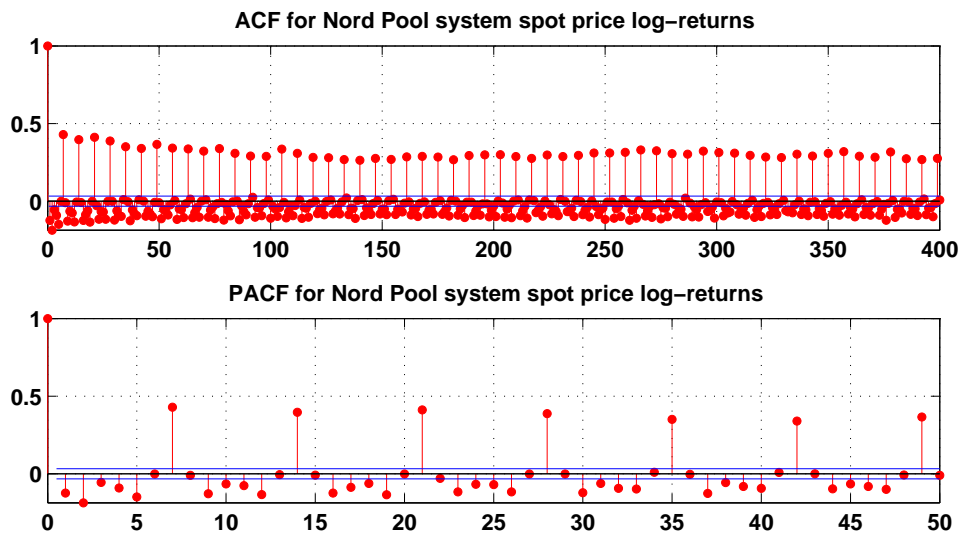 ACF for Nord Pool system spot price log−returns
1
0.5
0
0 50 100 150 200 250 300 350 400
PACF for Nord Pool system spot price log−returns
1
0.5
0
0 5 10 15 20 25 30 35 40 45 50